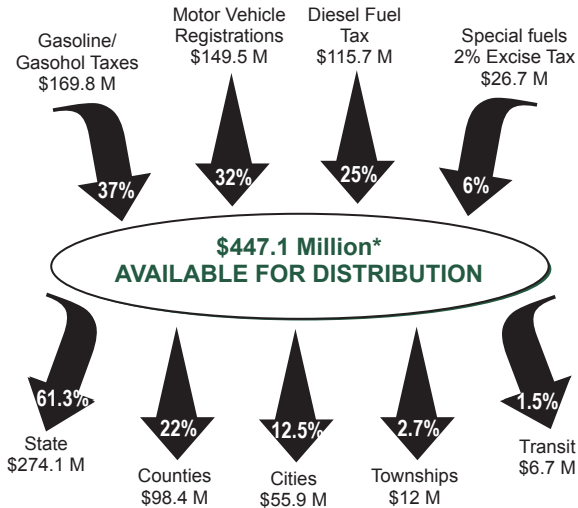 Gasoline/
Gasohol Taxes
$169.8 M
Motor Vehicle
Registrations
$149.5 M
Diesel Fuel
Tax
$115.7 M
Special fuels
2% Excise Tax
$26.7 M
37%
32%
25%
6%
$447.1 Million*
AVAILABLE FOR DISTRIBUTION
61.3%
22%
12.5%
2.7%
1.5%
State
$274.1 M
Counties
$98.4 M
Cities
$55.9 M
Townships
$12 M
Transit
$6.7 M